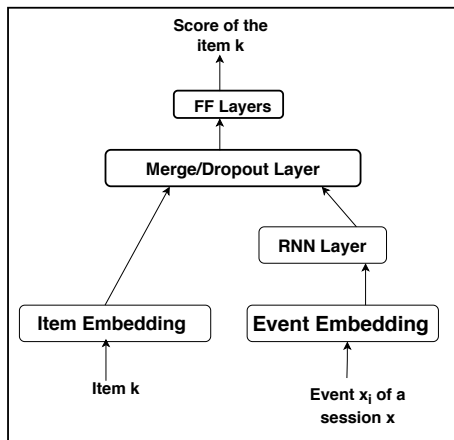 Score of the
item k
FF Layers
Merge/Dropout Layer
RNN Layer
Item Embedding
Event Embedding
Item k
Event xi of a
session x